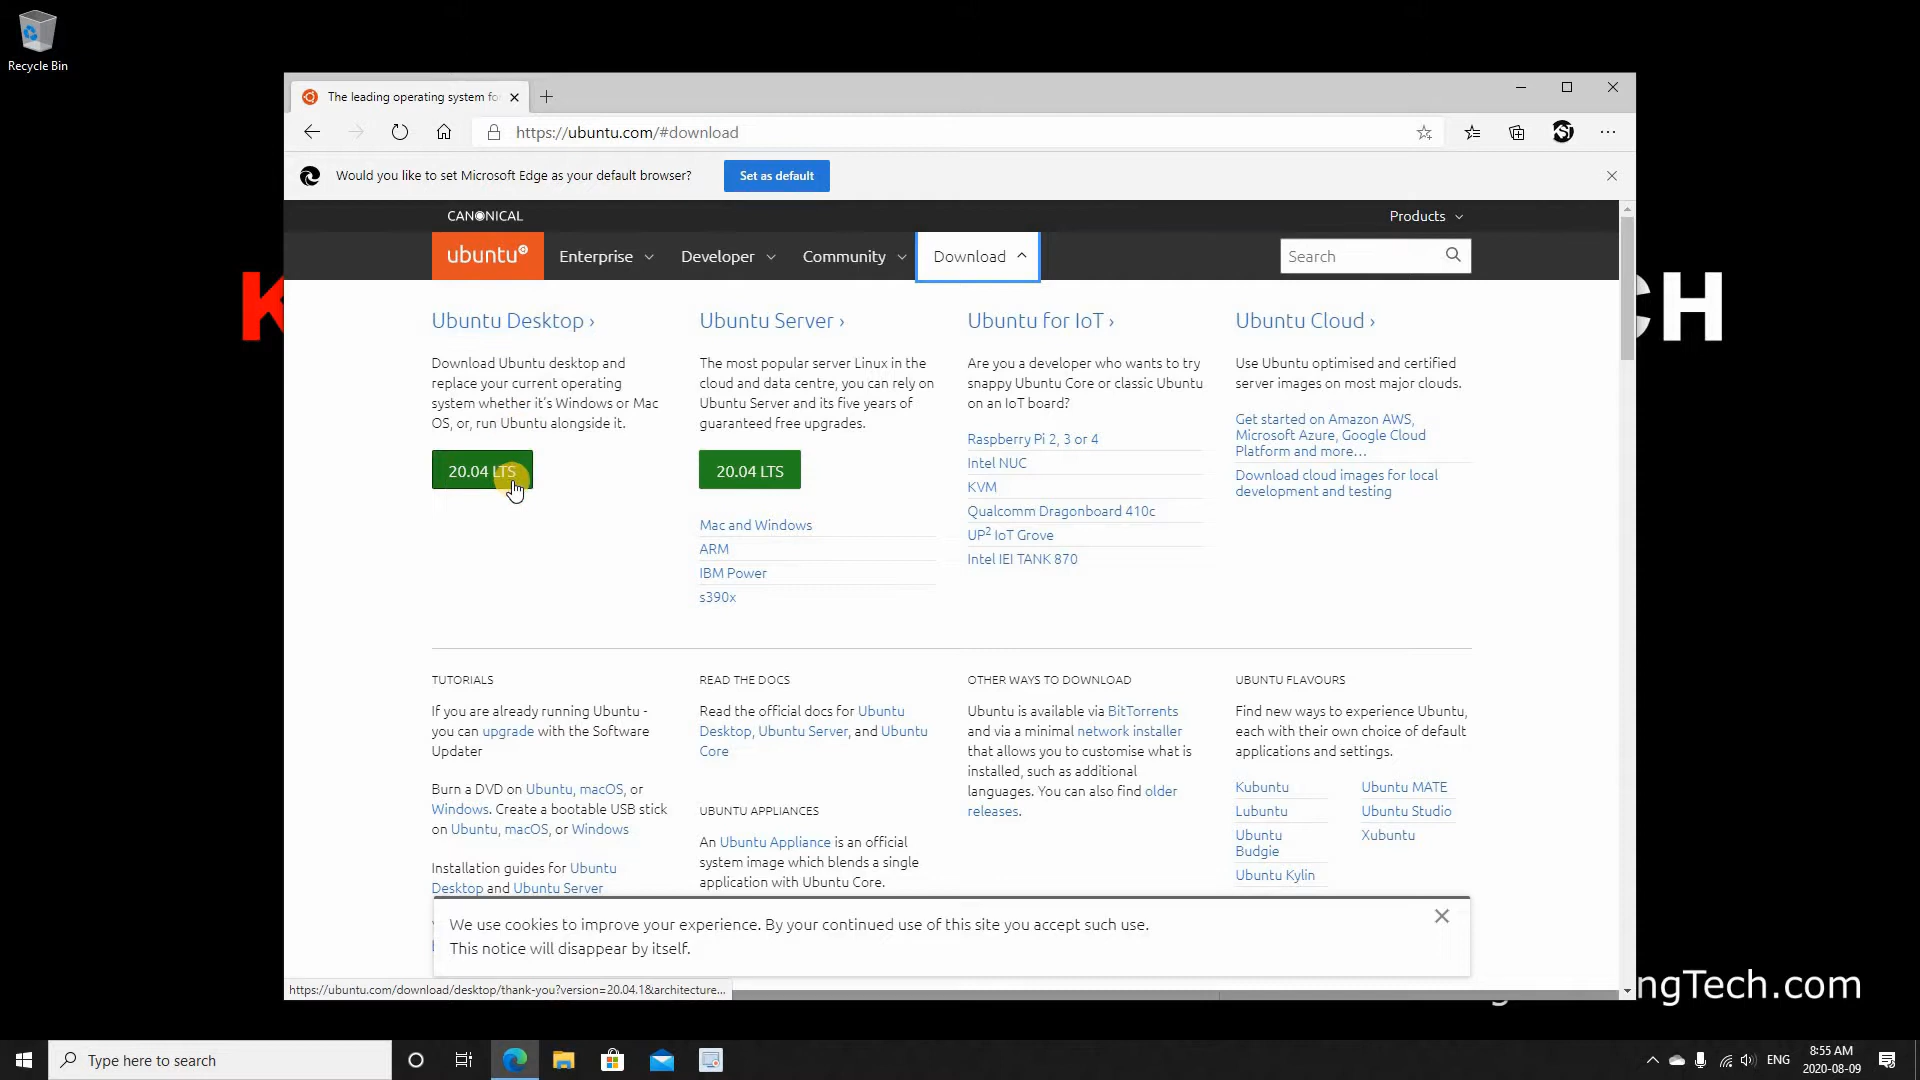 Recycle Bin
The leading operating system fo
https://ubuntu.com/#download
Would you like to set Microsoft Edge as your default browser?
Set as default
CANONICAL
Products
ubuntu
Enterprise
Developer
Community
Download
Search
K
CH
Ubuntu Desktop ›
Download Ubuntu desktop and
replace your current operating
system whether it's Windows or Mac
OS, or, run Ubuntu alongside it.
20.04 LTS
Ubuntu Server ›
The most popular server Linux in the
cloud and data centre, you can rely on
Ubuntu Server and its five years of
guaranteed free upgrades.
20.04 LTS
Mac and Windows
ARM
IBM Power
s390x
Ubuntu for IoT ›
Are you a developer who wants to try
snappy Ubuntu Core or classic Ubuntu
on an IoT board?
Raspberry Pi 2, 3 or 4
Intel NUC
KVM
Qualcomm Dragonboard 410c
UP² IoT Grove
Intel IEI TANK 870
Ubuntu Cloud ›
Use Ubuntu optimised and certified
server images on most major clouds.
Get started on Amazon AWS,
Microsoft Azure, Google Cloud
Platform and more…
Download cloud images for local
development and testing
TUTORIALS
If you are already running Ubuntu -
you can upgrade with the Software
Updater
Burn a DVD on Ubuntu, macOS, or
Windows. Create a bootable USB stick
on Ubuntu, macOS, or Windows
Installation guides for Ubuntu
Desktop and Ubuntu Server
READ THE DOCS
Read the official docs for Ubuntu
Desktop, Ubuntu Server, and Ubuntu
Core
UBUNTU APPLIANCES
An Ubuntu Appliance is an official
system image which blends a single
application with Ubuntu Core.
OTHER WAYS TO DOWNLOAD
Ubuntu is available via BitTorrents
and via a minimal network installer
that allows you to customise what is
installed, such as additional
languages. You can also find older
releases.
UBUNTU FLAVOURS
Find new ways to experience Ubuntu,
each with their own choice of default
applications and settings.
Kubuntu
Lubuntu
Ubuntu
Budgie
Ubuntu Kylin
Ubuntu MATE
Ubuntu Studio
Xubuntu
We use cookies to improve your experience. By your continued use of this site you accept such use.
This notice will disappear by itself.
https://ubuntu.com/download/desktop/thank-you?version=20.04.1&architecture...
ngTech.com
Type here to search
ENG
8:55 AM
2020-08-09